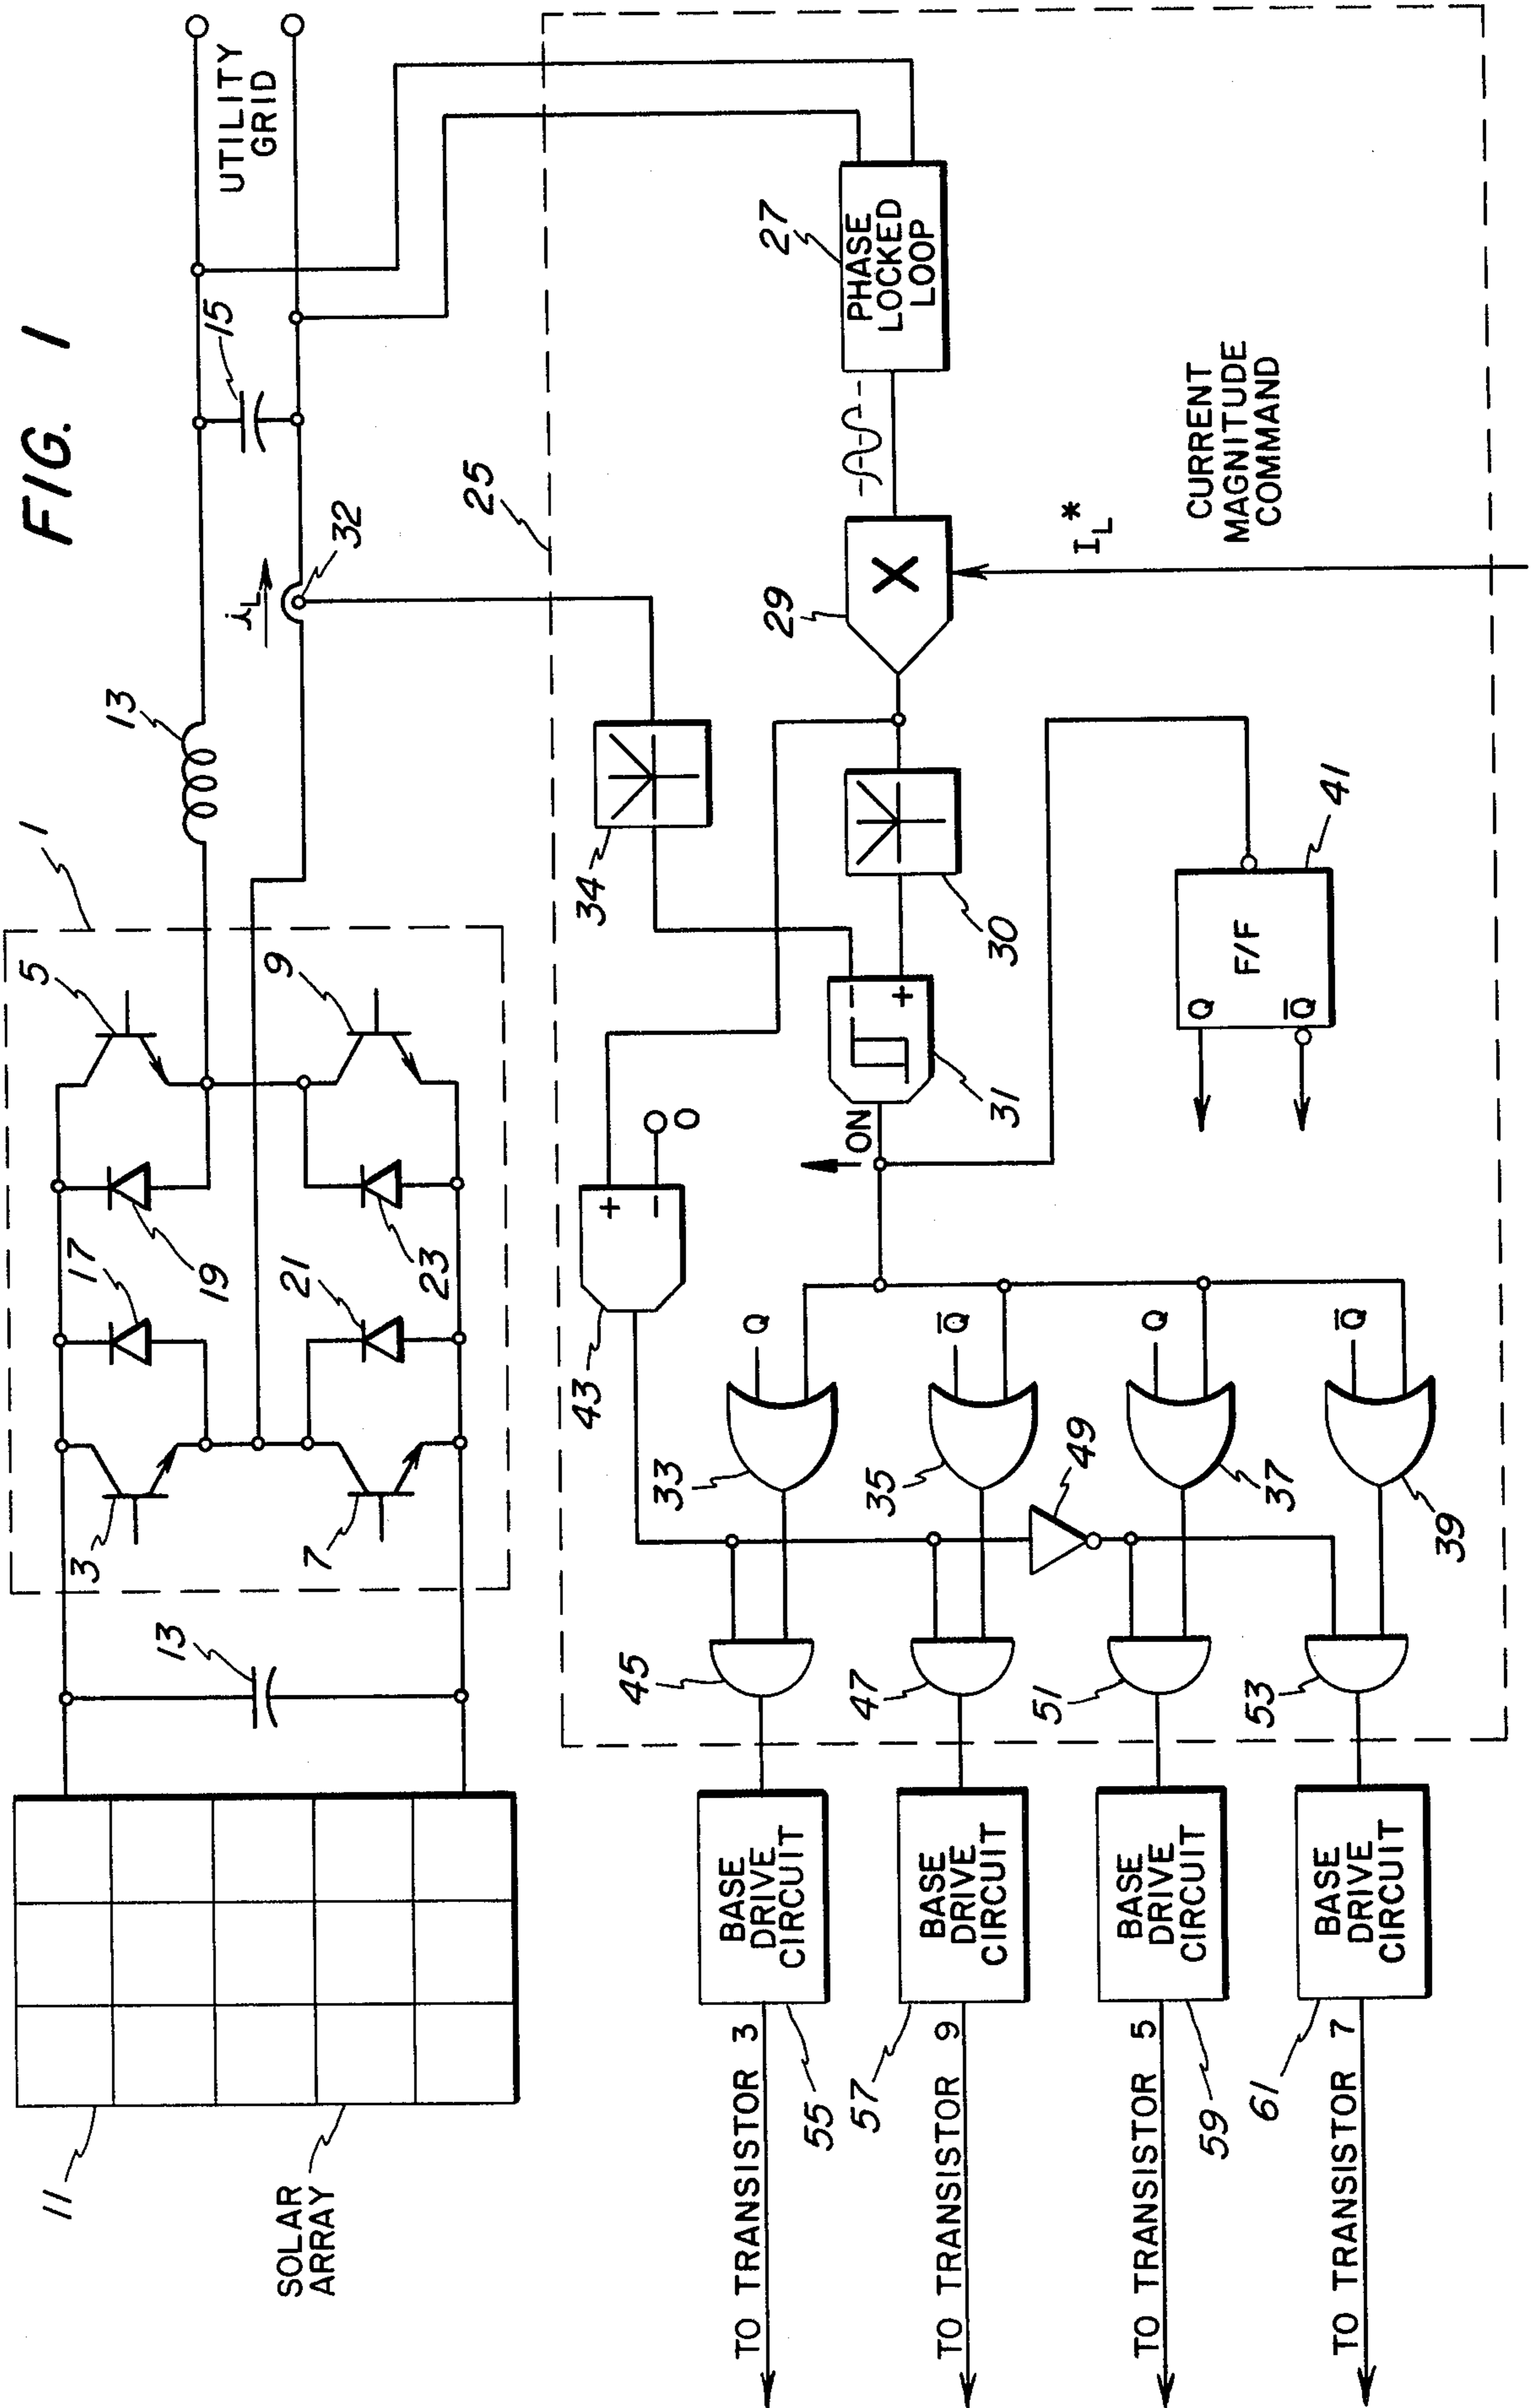 FIG. 1
11
SOLAR
ARRAY
13
1
3
5
7
9
17
19
21
23
13
15
iL
32
UTILITY
GRID
25
27
PHASE
LOCKED
LOOP
29
X
IL*
CURRENT
MAGNITUDE
COMMAND
34
30
31
-
+
ON
43
+
-
O
41
F/F
Q
Q̅
Q
Q̅
Q
Q̅
33
35
37
39
49
45
47
51
53
BASE
DRIVE
CIRCUIT
55
TO TRANSISTOR 3
BASE
DRIVE
CIRCUIT
57
TO TRANSISTOR 9
BASE
DRIVE
CIRCUIT
59
TO TRANSISTOR 5
BASE
DRIVE
CIRCUIT
61
TO TRANSISTOR 7